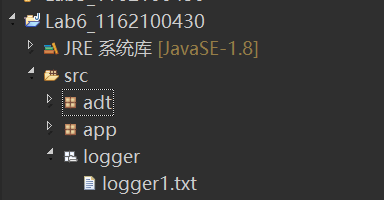 Lab6_1162100430
JRE 系统库 [JavaSE-1.8]
src
adt
app
logger
logger1.txt